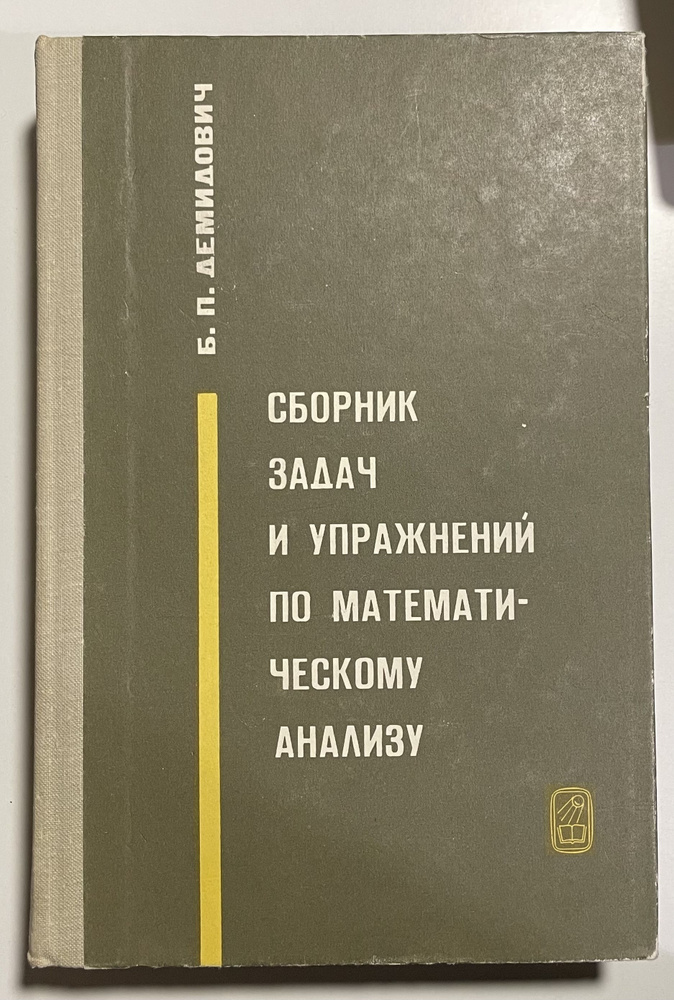 Б. П. ДЕМИДОВИЧ
СБОРНИК
ЗАДАЧ
И УПРАЖНЕНИЙ
ПО МАТЕМАТИ-
ЧЕСКОМУ
АНАЛИЗУ